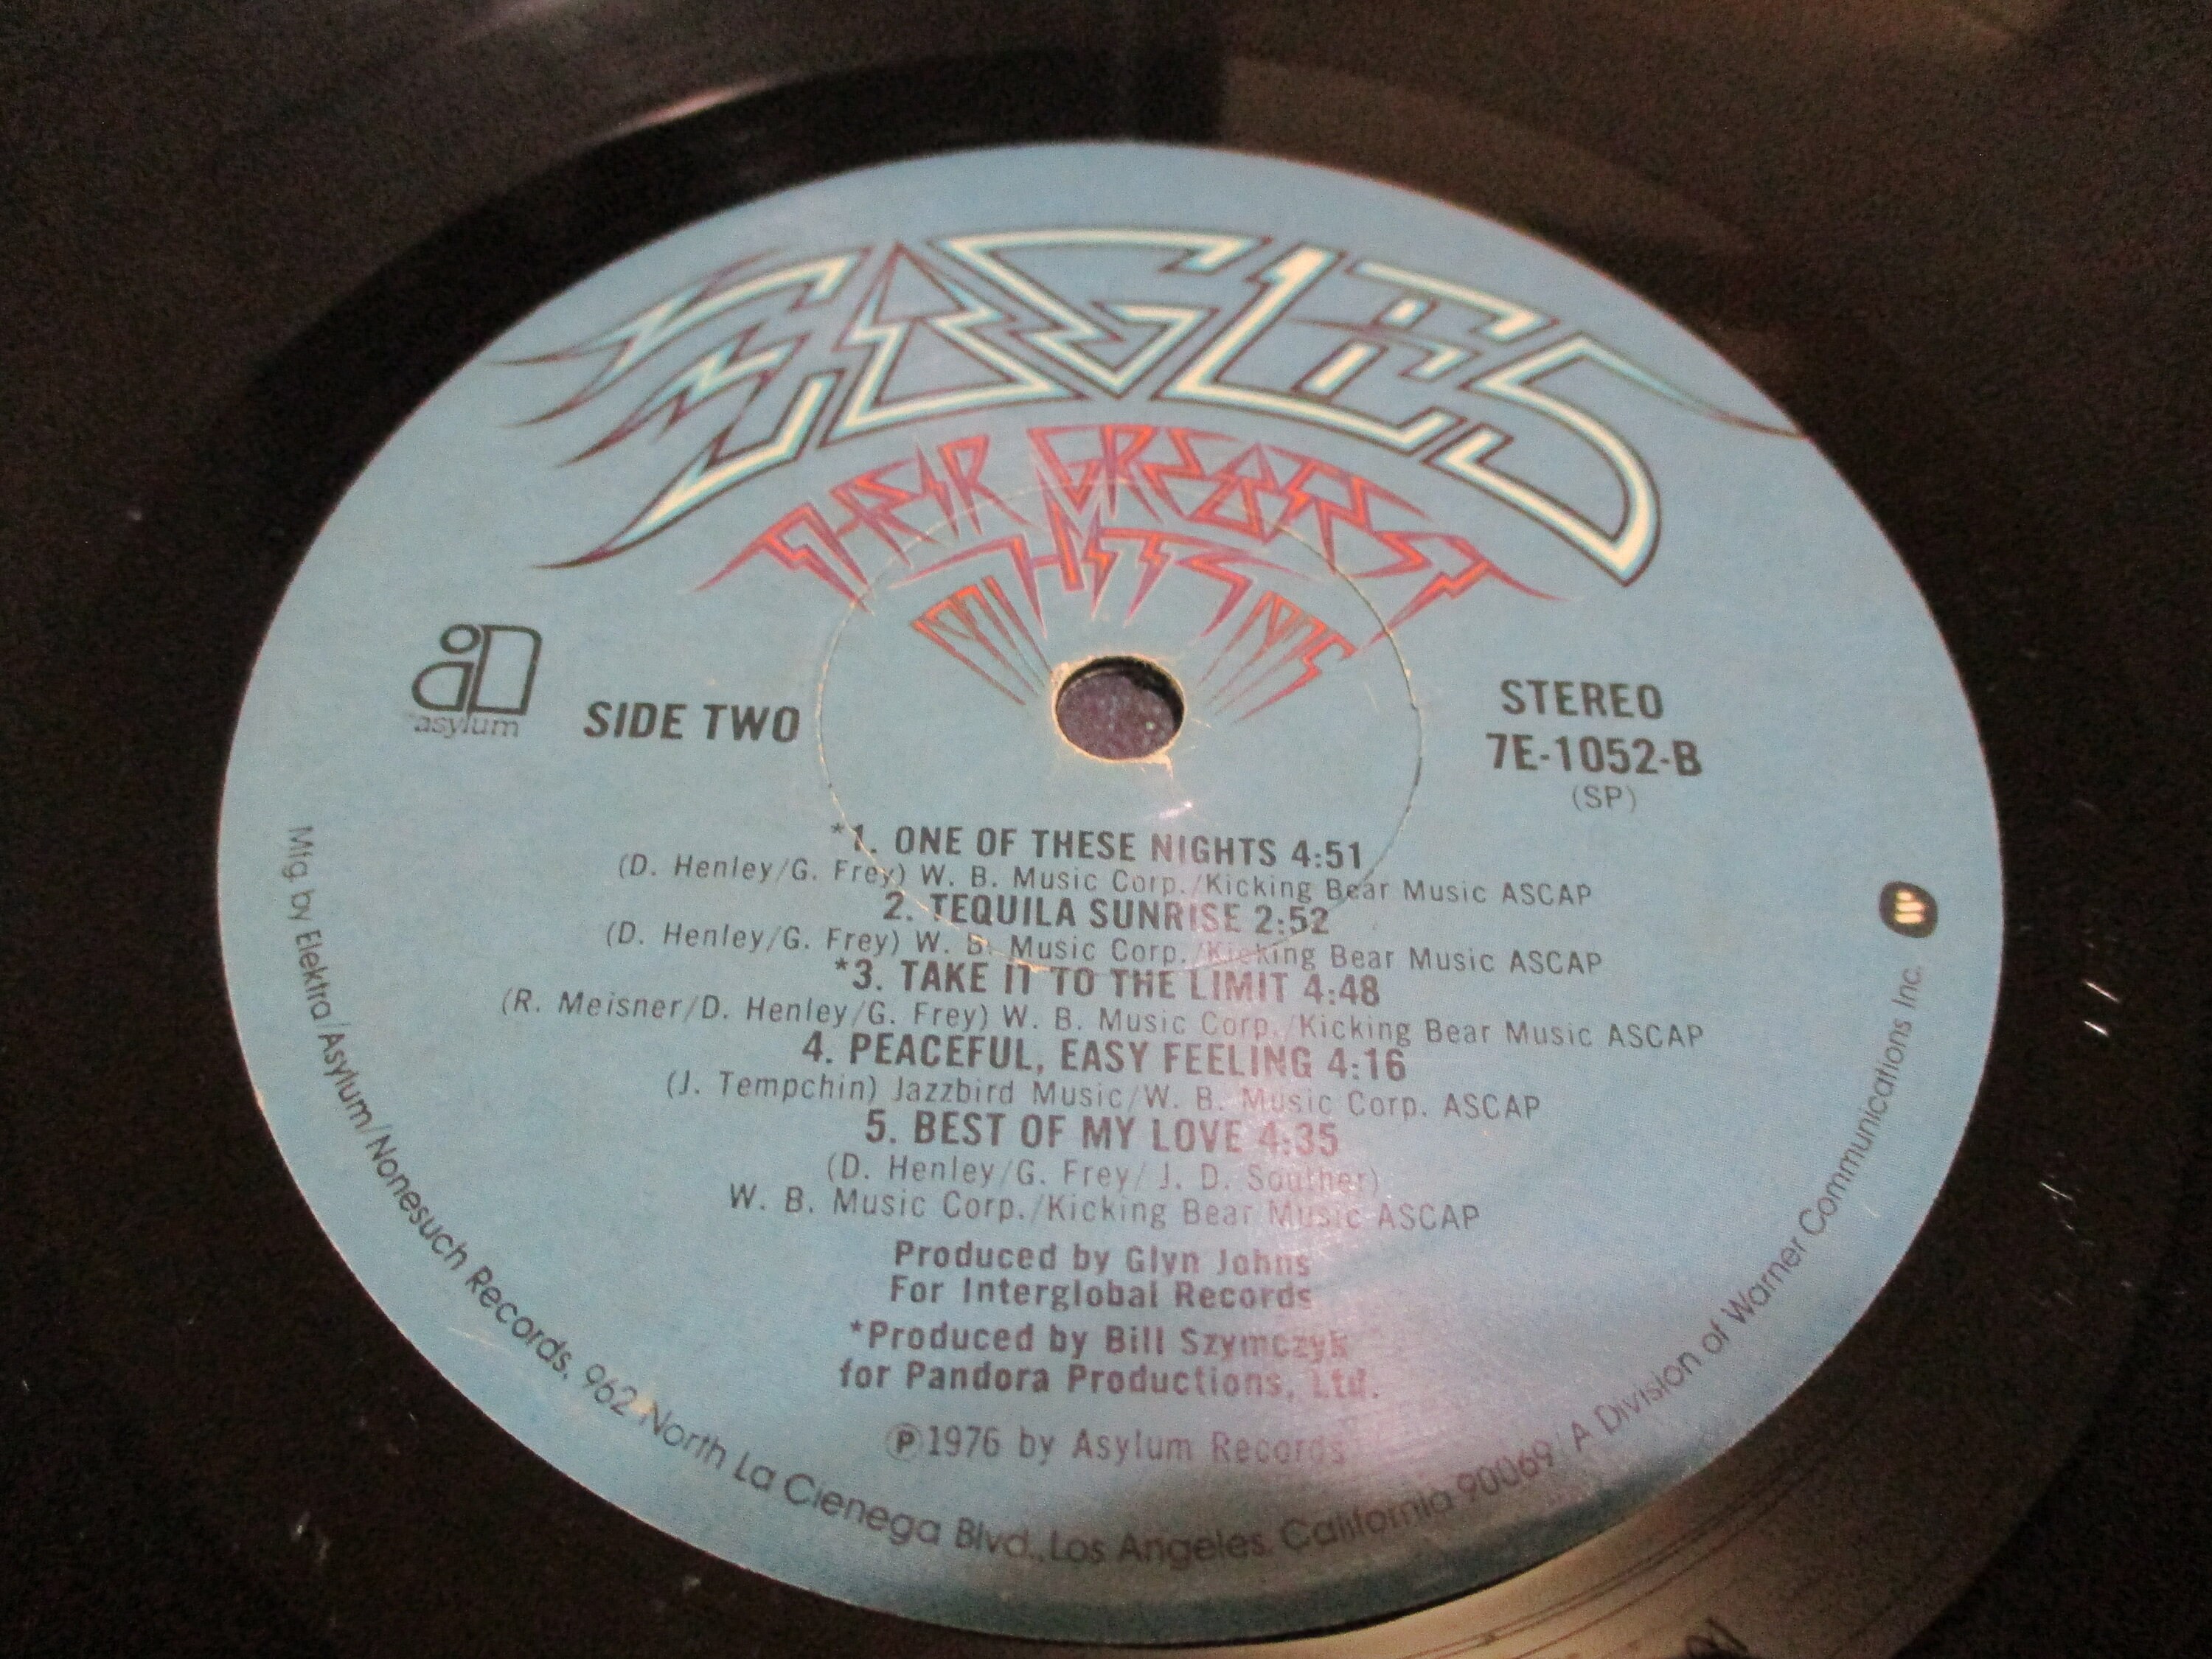 EAGLES
THEIR GREATEST
HITS
1971 1975
asylum
SIDE TWO
STEREO
7E-1052-B
(SP)
*1. ONE OF THESE NIGHTS 4:51
(D. Henley/G. Frey) W. B. Music Corp./Kicking Bear Music ASCAP
2. TEQUILA SUNRISE 2:52
(D. Henley/G. Frey) W. B. Music Corp./Kicking Bear Music ASCAP
*3. TAKE IT TO THE LIMIT 4:48
(R. Meisner/D. Henley/G. Frey) W. B. Music Corp./Kicking Bear Music ASCAP
4. PEACEFUL, EASY FEELING 4:16
(J. Tempchin) Jazzbird Music/W. B. Music Corp. ASCAP
5. BEST OF MY LOVE 4:35
(D. Henley/G. Frey/ J. D. Souther)
W. B. Music Corp./Kicking Bear Music ASCAP
Produced by Glyn Johns
For Interglobal Records
*Produced by Bill Szymczyk
for Pandora Productions, Ltd.
℗1976 by Asylum Records
Mfg. by Elektra/Asylum/Nonesuch Records, 962 North La Cienega Blvd., Los Angeles, California 90069/A Division of Warner Communications Inc.